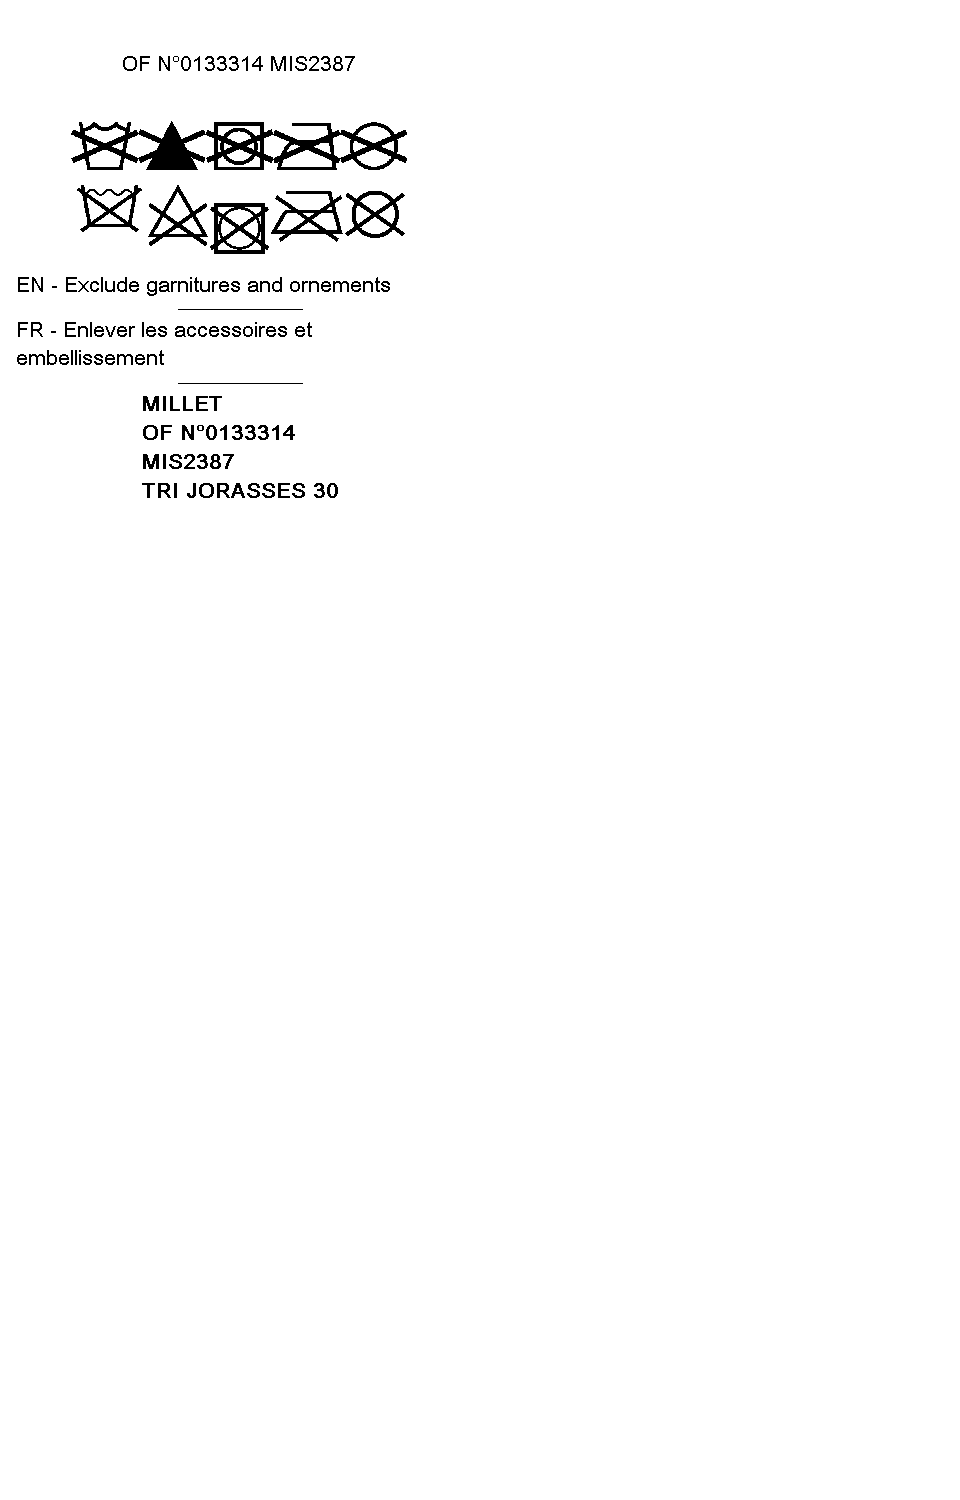 OF N°0133314 MIS2387
EN - Exclude garnitures and ornements
FR - Enlever les accessoires et
embellissement
MILLET
OF N°0133314
MIS2387
TRI JORASSES 30